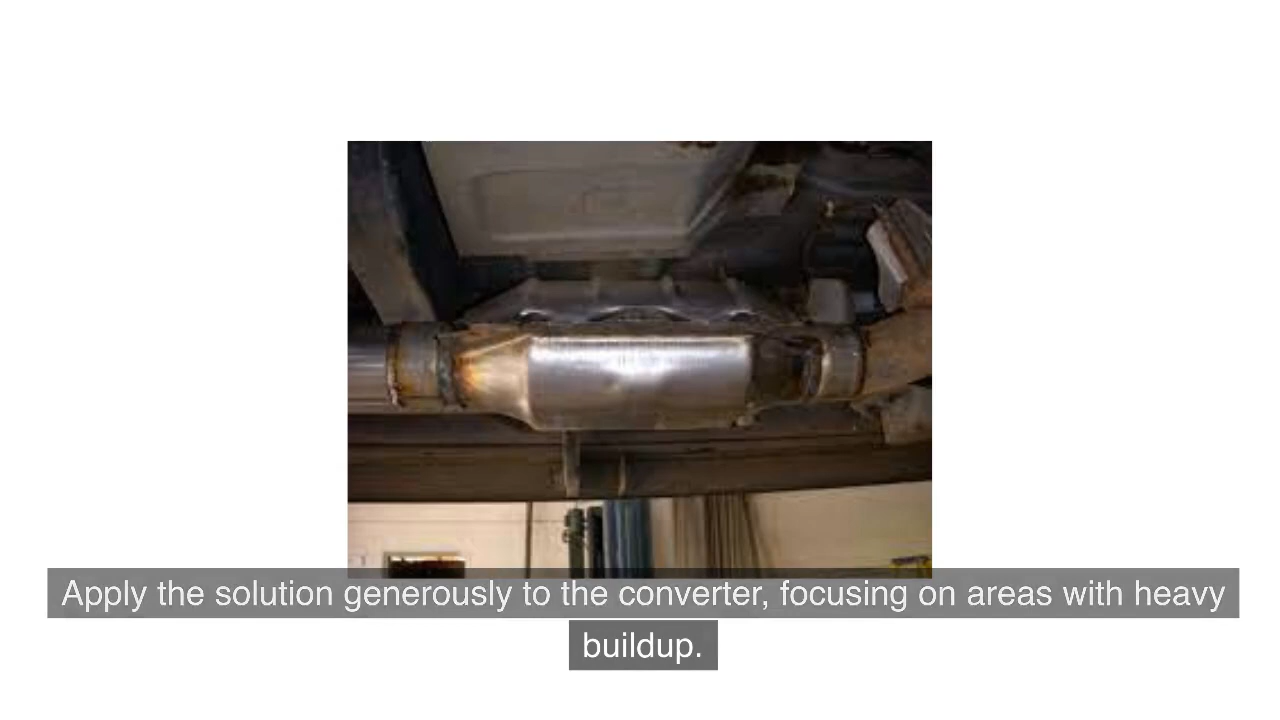 Apply the solution generously to the converter, focusing on areas with heavy
buildup.